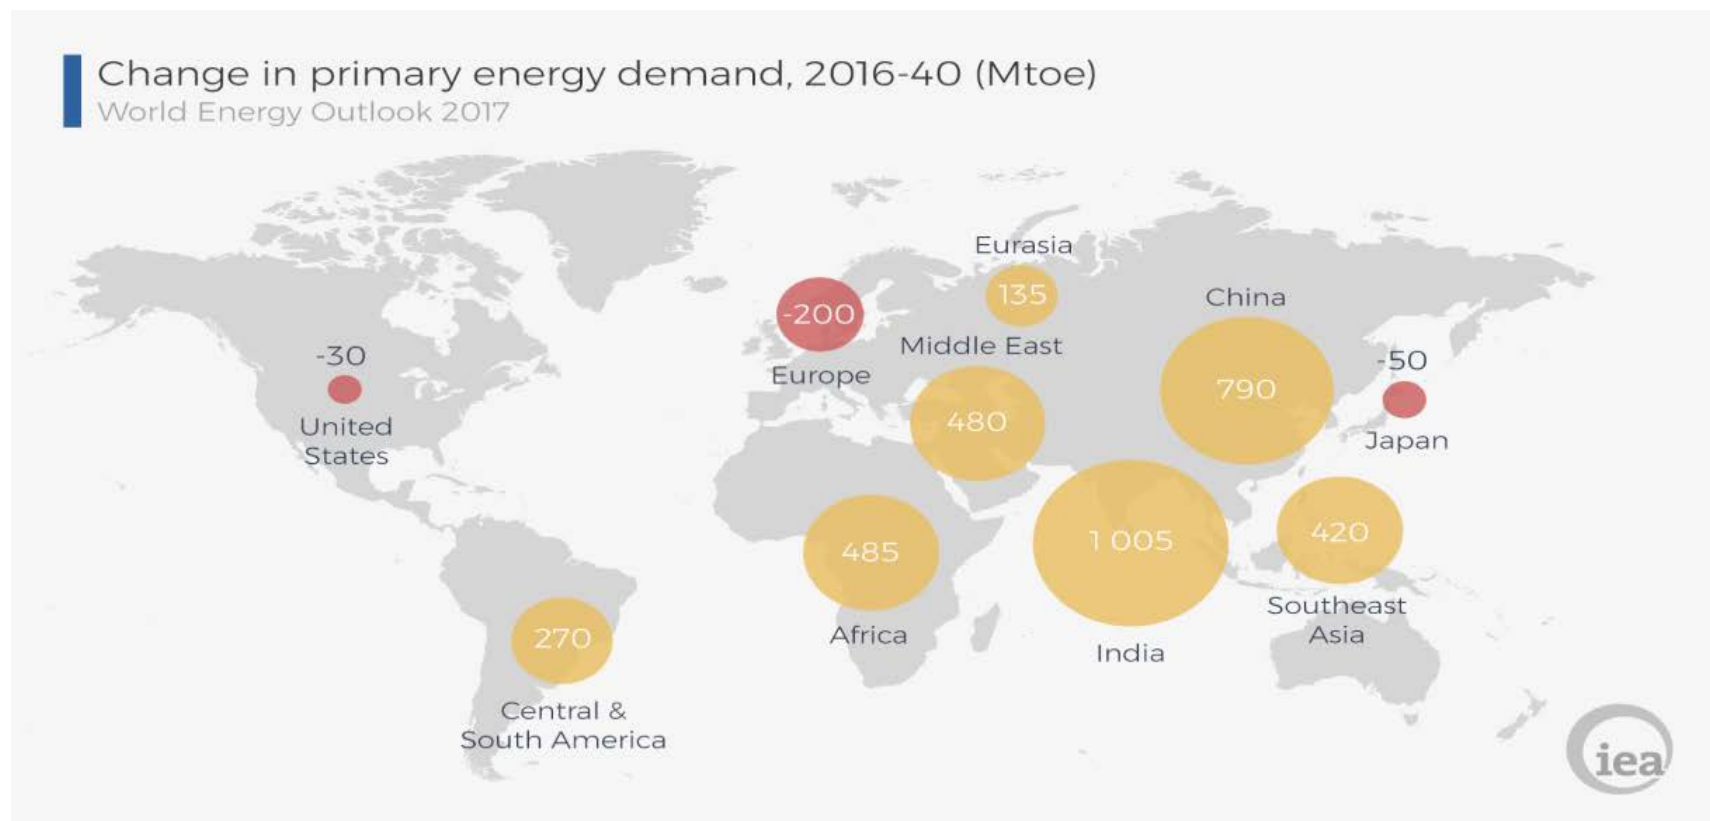 Change in primary energy demand, 2016-40 (Mtoe)
World Energy Outlook 2017
Eurasia
135
China
790
-200
Europe
Middle East
480
-30
United
States
-50
Japan
485
Africa
1 005
India
420
Southeast
Asia
270
Central &
South America
iea